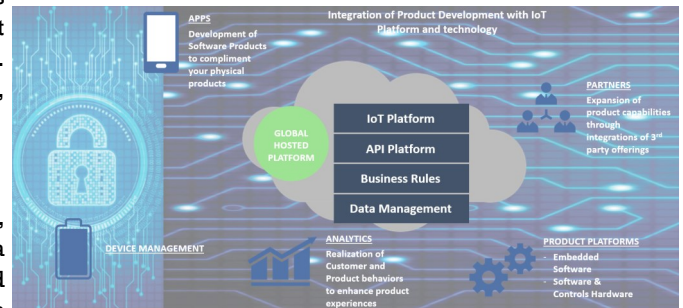 t
.
,
,
a
d
APPS
Development of
Software Products
to compliment
your physical
products
Integration of Product Development with IoT
Platform and technology
GLOBAL
HOSTED
PLATFORM
IoT Platform
API Platform
Business Rules
Data Management
PARTNERS
Expansion of
product capabilities
through
integrations of 3rd
party offerings
DEVICE MANAGEMENT
ANALYTICS
Realization of
Customer and
Product behaviors
to enhance product
experiences
PRODUCT PLATFORMS
- Embedded
Software
- Software &
Controls Hardware